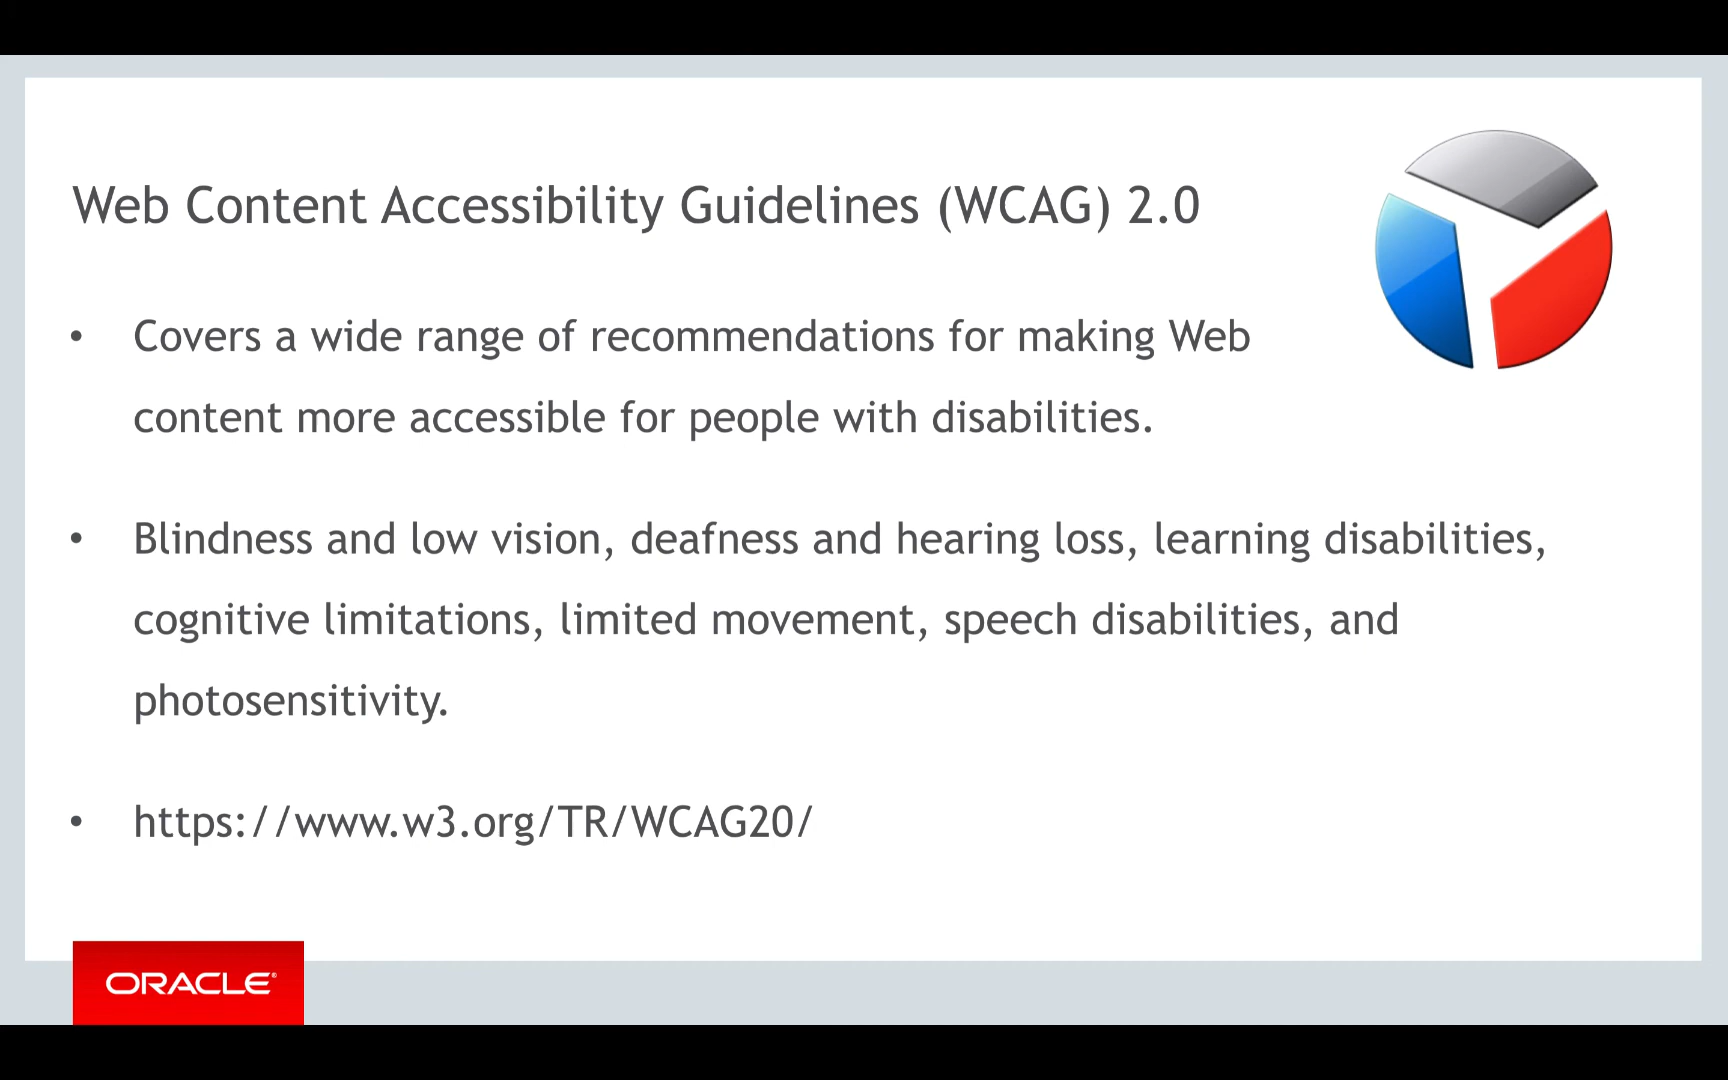 Web Content Accessibility Guidelines (WCAG) 2.0
• Covers a wide range of recommendations for making Web
content more accessible for people with disabilities.
• Blindness and low vision, deafness and hearing loss, learning disabilities,
cognitive limitations, limited movement, speech disabilities, and
photosensitivity.
• https://www.w3.org/TR/WCAG20/
ORACLE®